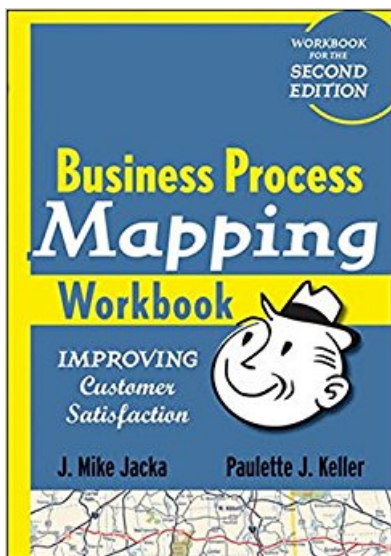 WORKBOOK
FOR THE
SECOND
EDITION
Business Process
Mapping
Workbook
IMPROVING
Customer
Satisfaction
J. Mike Jacka Paulette J. Keller